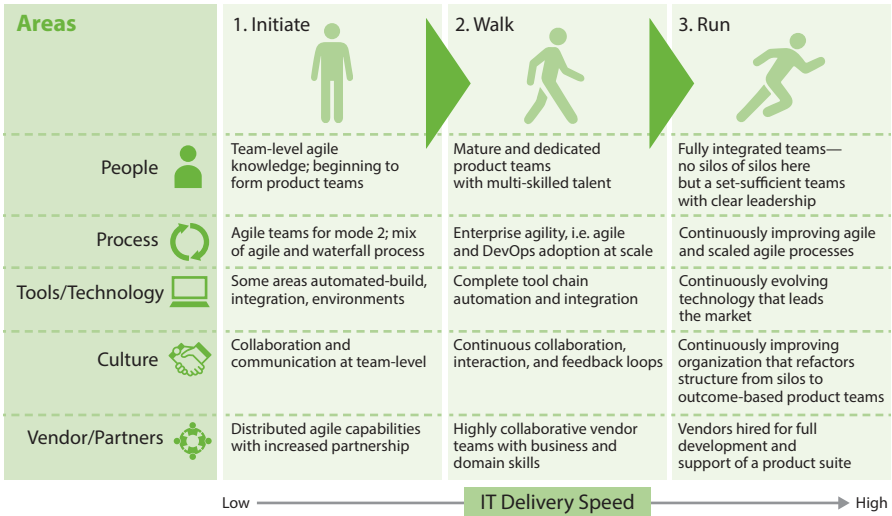 Areas
1. Initiate
2. Walk
3. Run
People
Team-level agile
knowledge; beginning to
form product teams
Mature and dedicated
product teams
with multi-skilled talent
Fully integrated teams—
no silos of silos here
but a set-sufficient teams
with clear leadership
Process
Agile teams for mode 2; mix
of agile and waterfall process
Enterprise agility, i.e. agile
and DevOps adoption at scale
Continuously improving agile
and scaled agile processes
Tools/Technology
Some areas automated-build,
integration, environments
Complete tool chain
automation and integration
Continuously evolving
technology that leads
the market
Culture
Collaboration and
communication at team-level
Continuous collaboration,
interaction, and feedback loops
Continuously improving
organization that refactors
structure from silos to
outcome-based product teams
Vendor/Partners
Distributed agile capabilities
with increased partnership
Highly collaborative vendor
teams with business and
domain skills
Vendors hired for full
development and
support of a product suite
Low
IT Delivery Speed
High